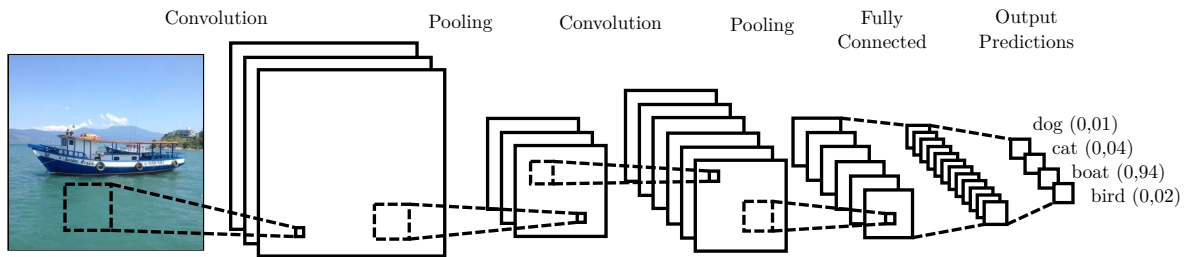 Convolution
Pooling
Convolution
Pooling
Fully
Connected
Output
Predictions
dog (0,01)
cat (0,04)
boat (0,94)
bird (0,02)